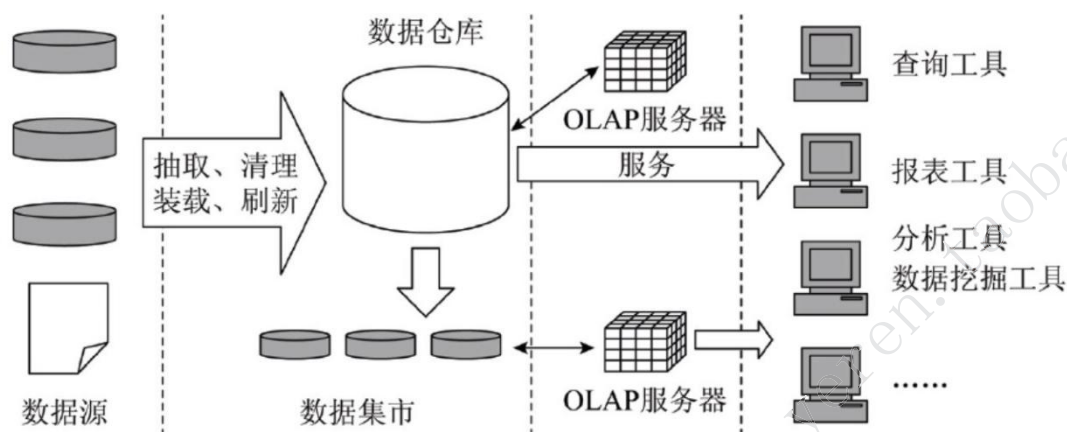 数据仓库
OLAP服务器
查询工具
抽取、清理
装载、刷新
服务
报表工具
分析工具
数据挖掘工具
数据源
数据集市
OLAP服务器
……